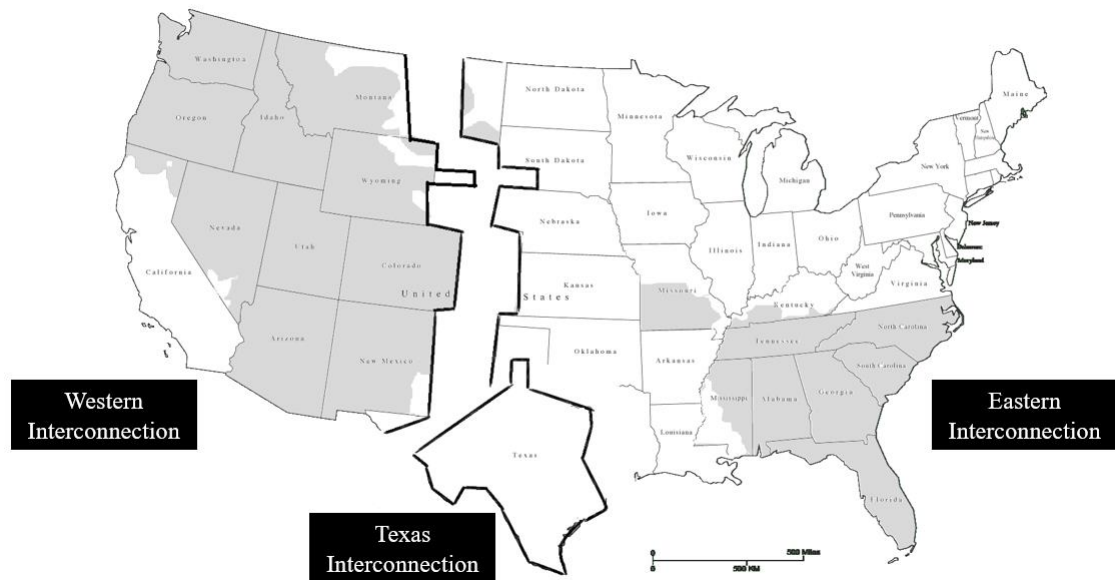 Washington
Montana
Oregon
Idaho
Wyoming
Nevada
Utah
Colorado
California
Arizona
New Mexico
United States
North Dakota
South Dakota
Minnesota
Wisconsin
Michigan
Nebraska
Iowa
Illinois
Indiana
Ohio
Kansas
Missouri
Kentucky
West
Virginia
Virginia
Pennsylvania
New York
Vermont
New
Hampshire
Maine
New Jersey
Delaware
Maryland
Oklahoma
Arkansas
Tennessee
North Carolina
South Carolina
Mississippi
Alabama
Georgia
Louisiana
Florida
Texas
Western
Interconnection
Eastern
Interconnection
Texas
Interconnection
0 500 Miles
0 500 KM